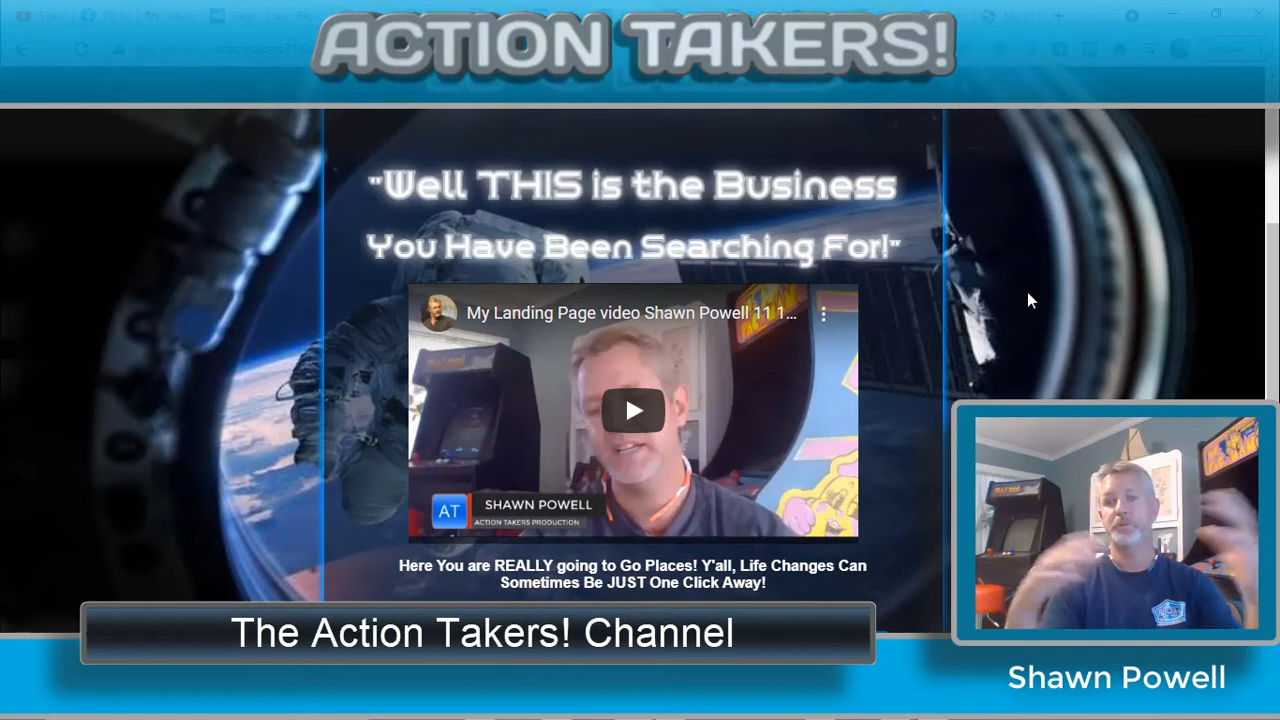 ACTION TAKERS!
"Well THIS is the Business
You Have Been Searching For!"
My Landing Page video Shawn Powell 11 1...
AT
SHAWN POWELL
ACTION TAKERS PRODUCTION
Here You are REALLY going to Go Places! Y'all, Life Changes Can
Sometimes Be JUST One Click Away!
The Action Takers! Channel
Shawn Powell